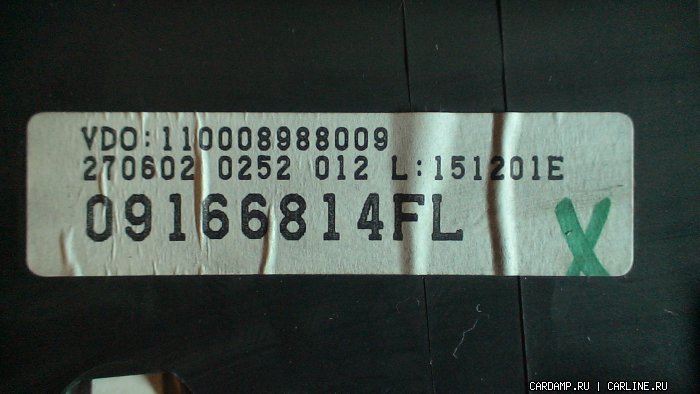 VDO:110008988009
270602 0252 012 L:151201E
09166814FL
X
CARDAMP.RU | CARLINE.RU